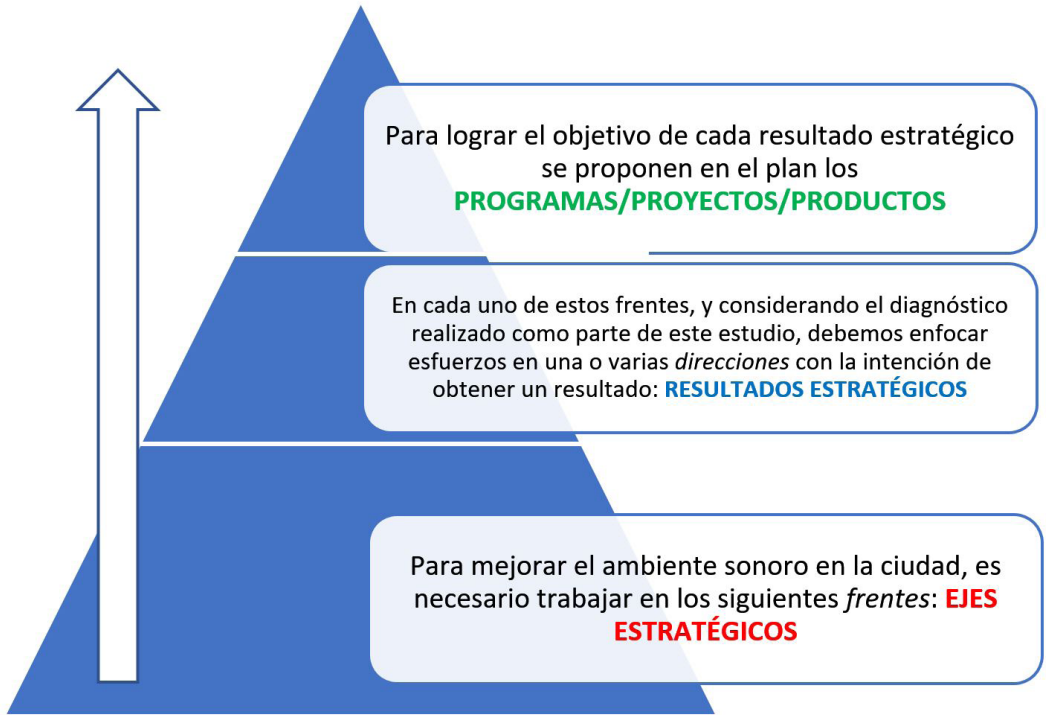 Para lograr el objetivo de cada resultado estratégico
se proponen en el plan los
PROGRAMAS/PROYECTOS/PRODUCTOS
En cada uno de estos frentes, y considerando el diagnóstico
realizado como parte de este estudio, debemos enfocar
esfuerzos en una o varias direcciones con la intención de
obtener un resultado: RESULTADOS ESTRATÉGICOS
Para mejorar el ambiente sonoro en la ciudad, es
necesario trabajar en los siguientes frentes: EJES
ESTRATÉGICOS